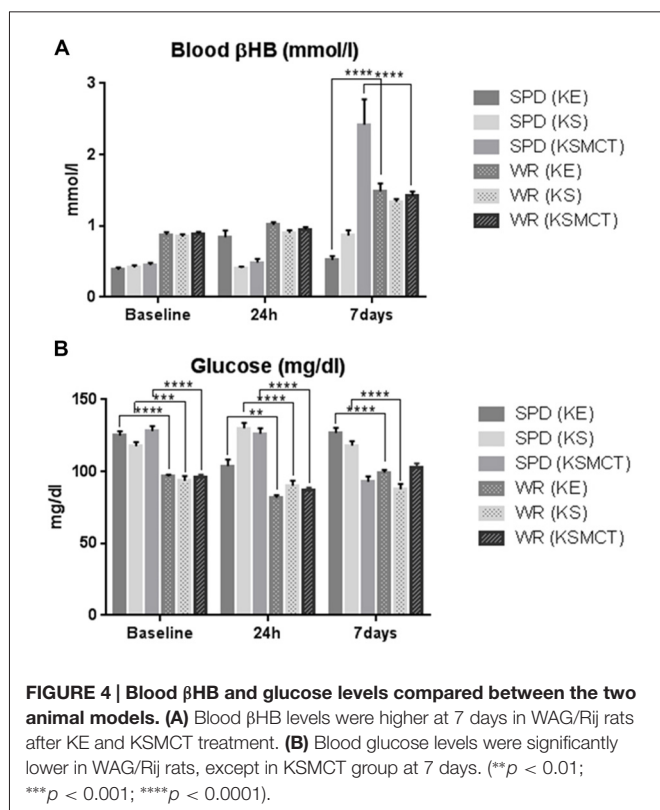 A
Blood βHB (mmol/l)
**** ****
3
2
1
0
mmol/l
Baseline 24h 7days
SPD (KE)
SPD (KS)
SPD (KSMCT)
WR (KE)
WR (KS)
WR (KSMCT)
B
Glucose (mg/dl)
****
***
****
****
****
**
****
****
150
100
50
0
mg/dl
Baseline 24h 7days
SPD (KE)
SPD (KS)
SPD (KSMCT)
WR (KE)
WR (KS)
WR (KSMCT)
FIGURE 4 | Blood βHB and glucose levels compared between the two
animal models. (A) Blood βHB levels were higher at 7 days in WAG/Rij rats
after KE and KSMCT treatment. (B) Blood glucose levels were significantly
lower in WAG/Rij rats, except in KSMCT group at 7 days. (**p < 0.01;
***p < 0.001; ****p < 0.0001).